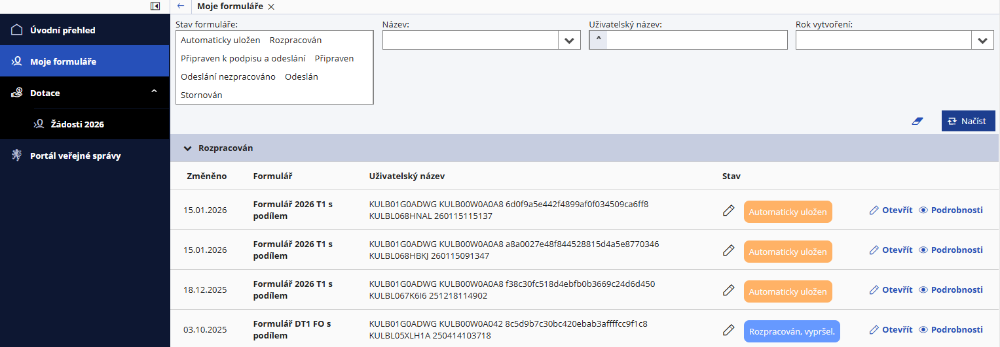 Úvodní přehled
Moje formuláře
Dotace
Žádosti 2026
Portál veřejné správy
Moje formuláře
Stav formuláře:
Automaticky uložen Rozpracován
Připraven k podpisu a odeslání Připraven
Odeslání nezpracováno Odeslán
Stornován
Název:
Uživatelský název:
^
Rok vytvoření:
Načíst
Rozpracován
Změněno Formulář Uživatelský název Stav
15.01.2026
Formulář 2026 T1 s
podílem
KULB01G0ADWG KULB00W0A0A8 6d0f9a5e442f4899af0f034509ca6ff8
KULBL068HNAL 260115115137
Automaticky uložen
Otevřít Podrobnosti
15.01.2026
Formulář 2026 T1 s
podílem
KULB01G0ADWG KULB00W0A0A8 a8a0027e48f844528815d4a5e8770346
KULBL068HBKJ 260115091347
Automaticky uložen
Otevřít Podrobnosti
18.12.2025
Formulář 2026 T1 s
podílem
KULB01G0ADWG KULB00W0A0A8 f38c30fc518d4ebfb0b3669c24d6d450
KULBL067K6I6 251218114902
Automaticky uložen
Otevřít Podrobnosti
03.10.2025
Formulář DT1 FO s
podílem
KULB01G0ADWG KULB00W0A042 8c5d9b7c30bc420ebab3affffcc9f1c8
KULBL05XLH1A 250414103718
Rozpracován, vypršel.
Otevřít Podrobnosti